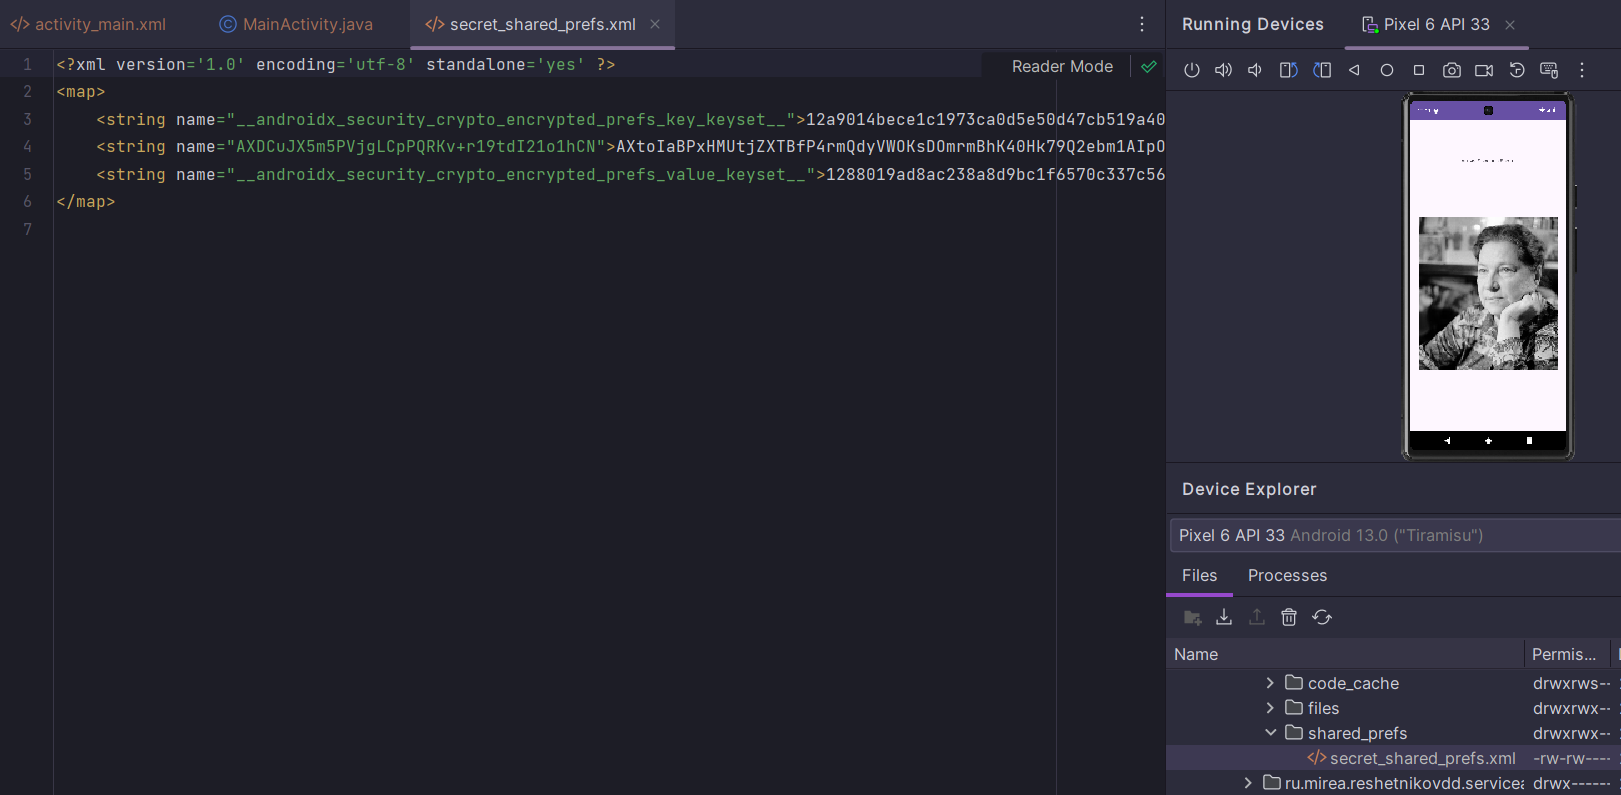 activity_main.xml
MainActivity.java
secret_shared_prefs.xml
Reader Mode
1 <?xml version='1.0' encoding='utf-8' standalone='yes' ?>
2 <map>
3 <string name="__androidx_security_crypto_encrypted_prefs_key_keyset__">12a9014bece1c1973ca0d5e50d47cb519a40
4 <string name="AXDCuJX5m5PVjgLCpPQRKv+r19tdI21o1hCN">AXtoIaBPxHMUtjZXTBfP4rmQdyVWOKsDOmrmBhK40Hk79Q2ebm1AIpO
5 <string name="__androidx_security_crypto_encrypted_prefs_value_keyset__">1288019ad8ac238a8d9bc1f6570c337c56
6 </map>
7
Running Devices
Pixel 6 API 33
Device Explorer
Pixel 6 API 33 Android 13.0 ("Tiramisu")
Files
Processes
Name
Permis...
code_cache drwxrws--
files drwxrwx--
shared_prefs drwxrwx--
secret_shared_prefs.xml -rw-rw----
ru.mirea.reshetnikovdd.service drwx------